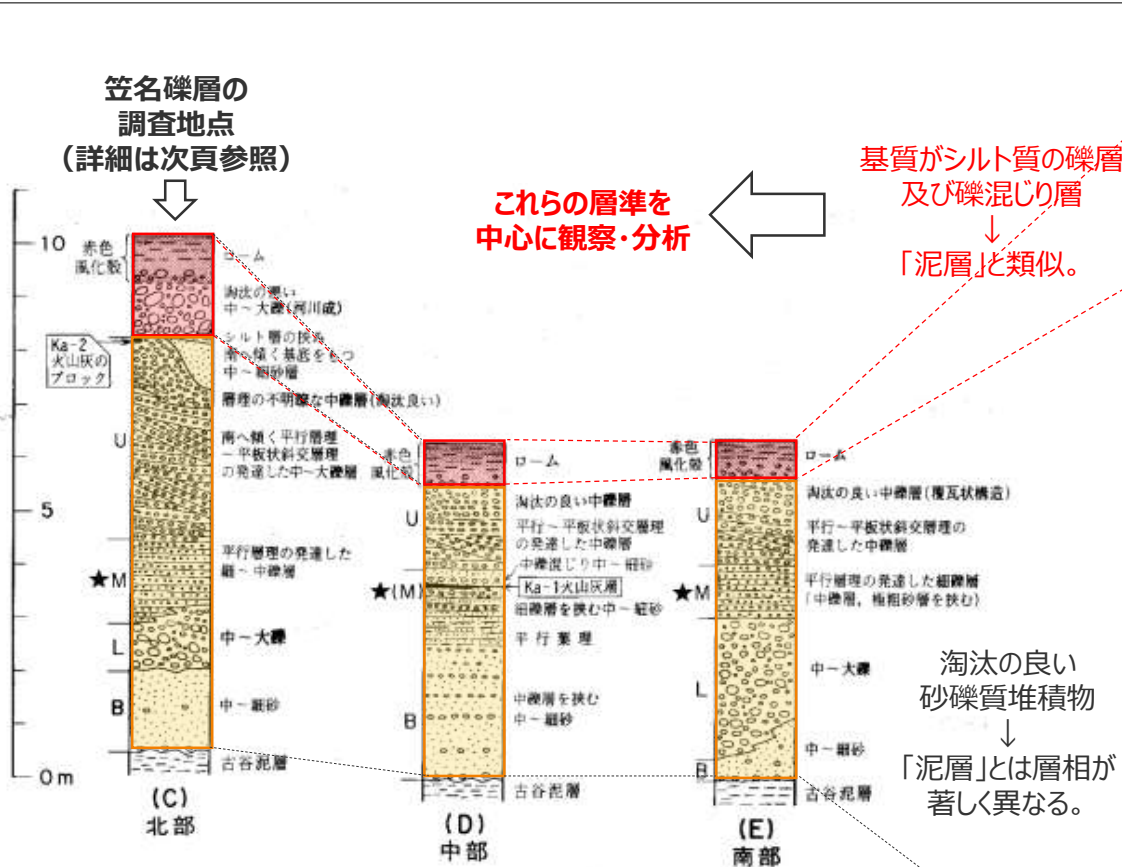 笠名礫層の
調査地点
（詳細は次頁参照）
これらの層準を
中心に観察・分析
基質がシルト質の礫層
及び礫混じり層
↓
「泥層」と類似。
10
5
0m
赤色
風化殻
ローム
淘汰の悪い
中～大礫(河川成)
シルト層の挟み
南へ傾く基底をもつ
中～細砂層
Ka-2
火山灰の
ブロック
層理の不明瞭な中礫層(淘汰良い)
U
南へ傾く平行層理
～平板状斜交層理
の発達した中～大礫層
平行層理の発達した
細～中礫層
★M
L
中～大礫
B
中～細砂
古谷泥層
(C)
北部
赤色
風化殻
ローム
U
淘汰の良い中礫層
平行～平板状斜交層理
の発達した中礫層
中礫混じり中～細砂
★(M)
Ka-1火山灰層
細礫層を挟む中～細砂
平行葉理
B
中礫層を挟む
中～細砂
古谷泥層
(D)
中部
赤色
風化殻
ローム
U
淘汰の良い中礫層(覆瓦状構造)
平行～平板状斜交層理の
発達した中礫層
★M
平行層理の発達した細礫層
(中礫層，極粗砂層を挟む)
L
中～大礫
中～細砂
B
古谷泥層
(E)
南部
淘汰の良い
砂礫質堆積物
↓
「泥層」とは層相が
著しく異なる。